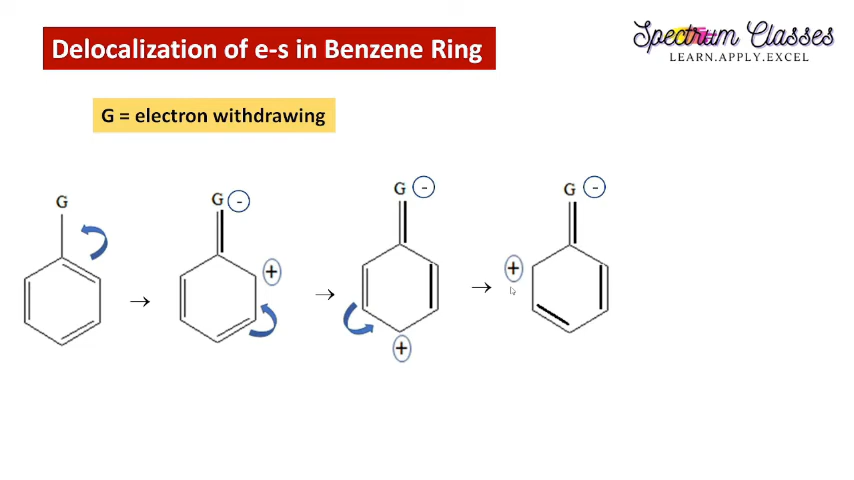 Delocalization of e-s in Benzene Ring
Spectrum Classes
LEARN.APPLY.EXCEL
G = electron withdrawing
G
G -
G -
G -
+
→
+
→
+
→